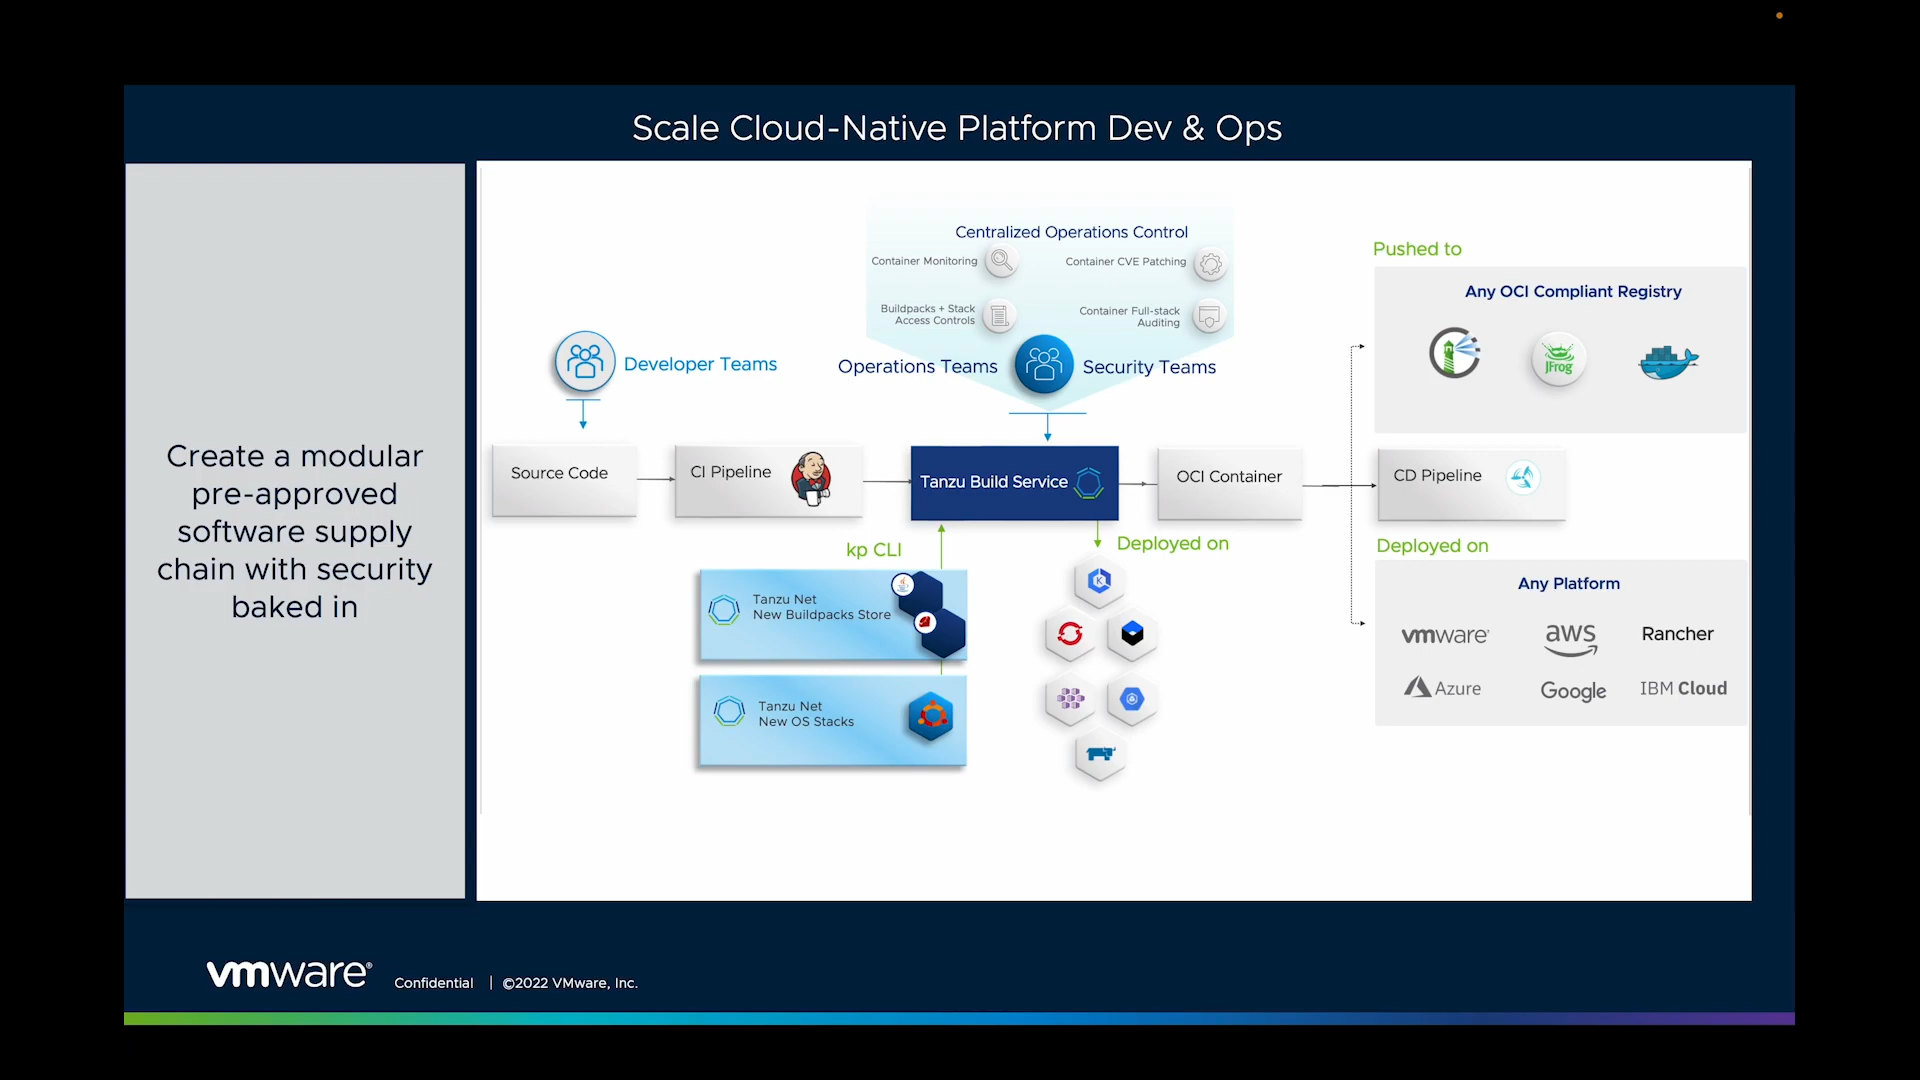 Scale Cloud-Native Platform Dev & Ops
Create a modular
pre-approved
software supply
chain with security
baked in
Centralized Operations Control
Container Monitoring
Container CVE Patching
Buildpacks + Stack
Access Controls
Container Full-stack
Auditing
Developer Teams
Operations Teams
Security Teams
Source Code
CI Pipeline
Tanzu Build Service
OCI Container
CD Pipeline
Pushed to
Any OCI Compliant Registry
JFrog
kp CLI
Tanzu Net
New Buildpacks Store
Tanzu Net
New OS Stacks
Deployed on
K
Deployed on
Any Platform
vmware®
aws
Rancher
Azure
Google
IBM Cloud
vmware®
Confidential | ©2022 VMware, Inc.